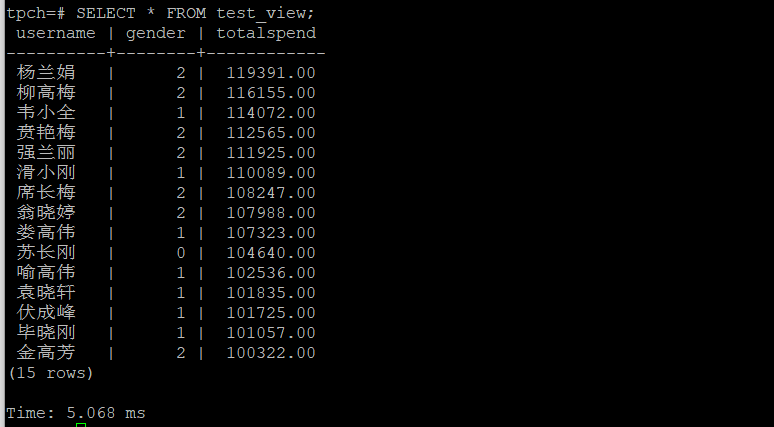 tpch=# SELECT * FROM test_view;
 username | gender | totalspend
----------+--------+------------
 杨兰娟   |      2 |  119391.00
 柳高梅   |      2 |  116155.00
 韦小全   |      1 |  114072.00
 贲艳梅   |      2 |  112565.00
 强兰丽   |      2 |  111925.00
 滑小刚   |      1 |  110089.00
 席长梅   |      2 |  108247.00
 翁晓婷   |      2 |  107988.00
 娄高伟   |      1 |  107323.00
 苏长刚   |      0 |  104640.00
 喻高伟   |      1 |  102536.00
 袁晓轩   |      1 |  101835.00
 伏成峰   |      1 |  101725.00
 毕晓刚   |      1 |  101057.00
 金高芳   |      2 |  100322.00
(15 rows)
Time: 5.068 ms